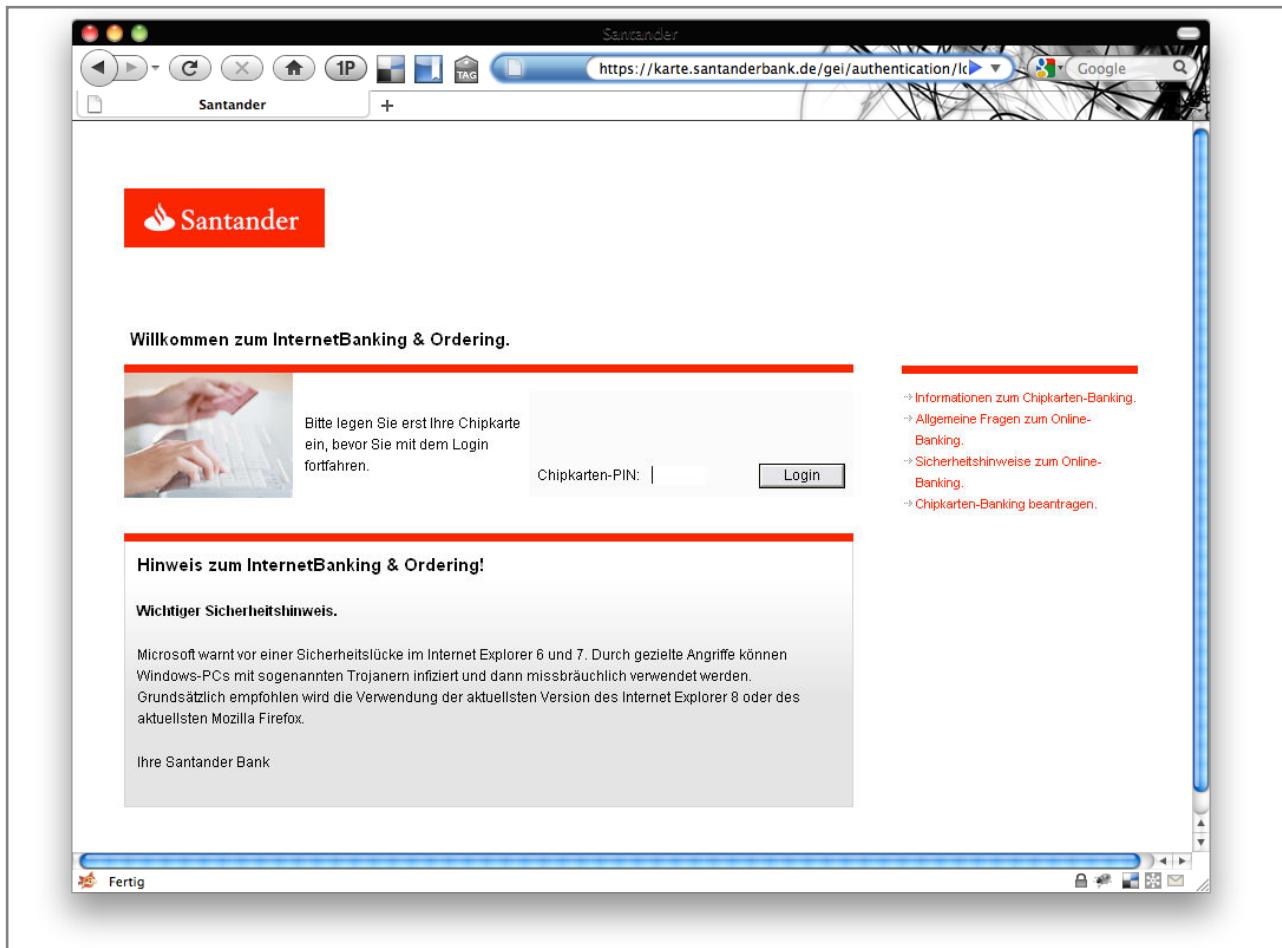 Santander
1P
TAG
https://karte.santanderbank.de/gei/authentication/lc
Google
Santander
Santander
Willkommen zum InternetBanking & Ordering.
Bitte legen Sie erst Ihre Chipkarte
ein, bevor Sie mit dem Login
fortfahren.
Chipkarten-PIN:
Login
Informationen zum Chipkarten-Banking.
Allgemeine Fragen zum Online-
Banking.
Sicherheitshinweise zum Online-
Banking.
Chipkarten-Banking beantragen.
Hinweis zum InternetBanking & Ordering!
Wichtiger Sicherheitshinweis.
Microsoft warnt vor einer Sicherheitslücke im Internet Explorer 6 und 7. Durch gezielte Angriffe können
Windows-PCs mit sogenannten Trojanern infiziert und dann missbräuchlich verwendet werden.
Grundsätzlich empfohlen wird die Verwendung der aktuellsten Version des Internet Explorer 8 oder des
aktuellsten Mozilla Firefox.
Ihre Santander Bank
Fertig